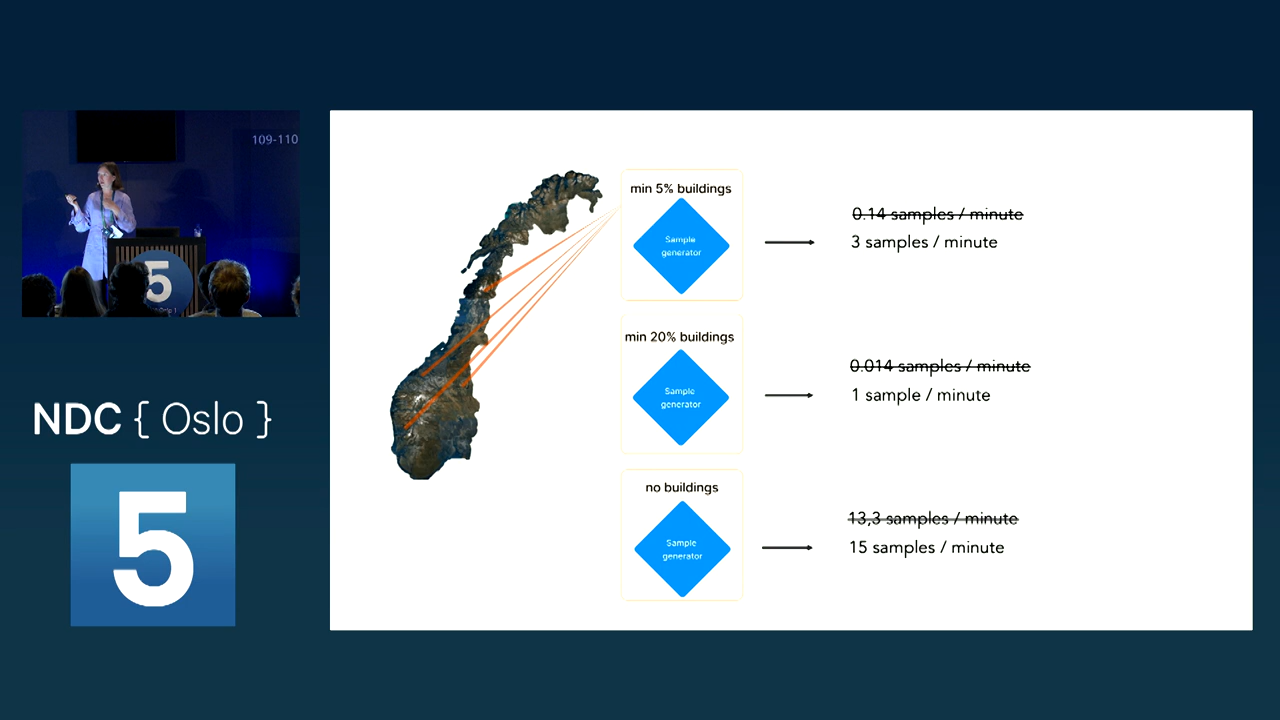 109-110
5
NDC { Oslo }
5
min 5% buildings
Sample
generator
0.14 samples / minute
3 samples / minute
min 20% buildings
Sample
generator
0.014 samples / minute
1 sample / minute
no buildings
Sample
generator
13,3 samples / minute
15 samples / minute